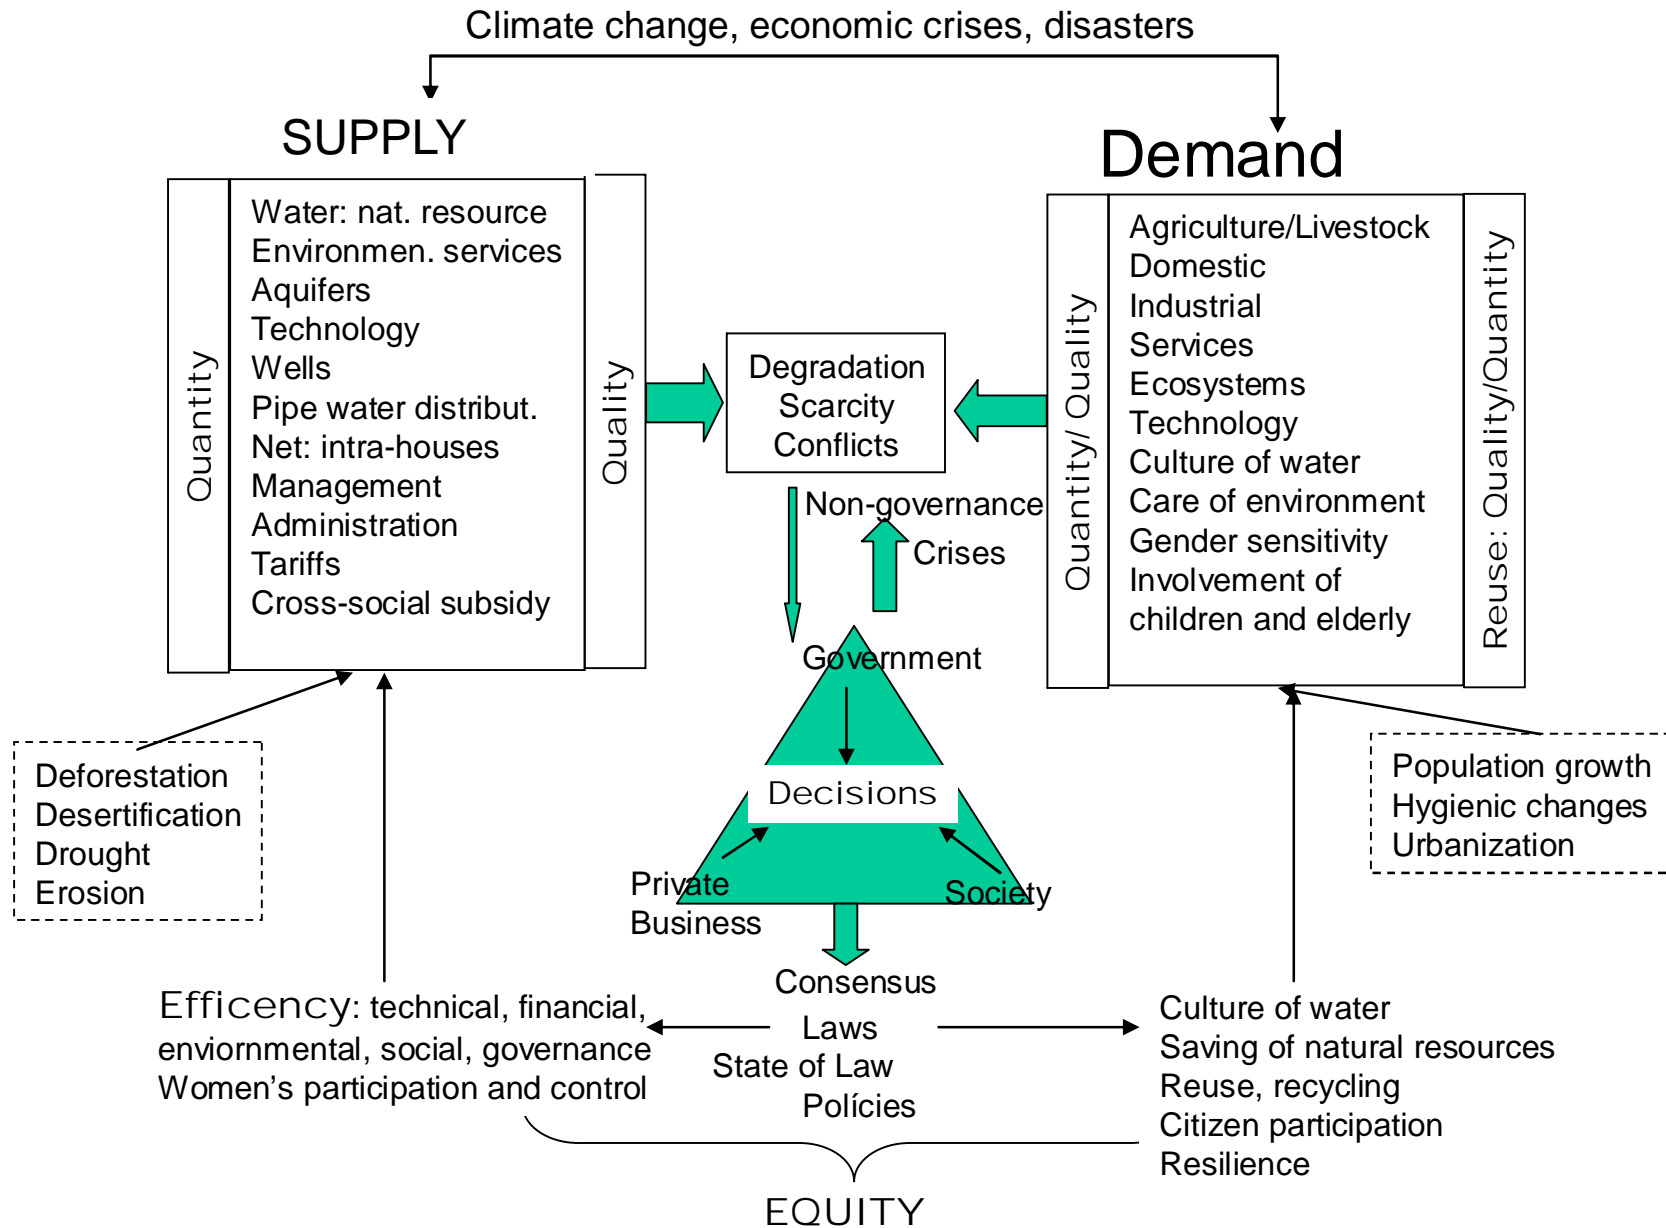 Climate change, economic crises, disasters
SUPPLY
Quantity
Water: nat. resource
Environmen. services
Aquifers
Technology
Wells
Pipe water distribut.
Net: intra-houses
Management
Administration
Tariffs
Cross-social subsidy
Quality
Degradation
Scarcity
Conflicts
Demand
Quantity/ Quality
Agriculture/Livestock
Domestic
Industrial
Services
Ecosystems
Technology
Culture of water
Care of environment
Gender sensitivity
Involvement of
children and elderly
Reuse: Quality/Quantity
Non-governance
Crises
Government
Decisions
Private
Business
Society
Deforestation
Desertification
Drought
Erosion
Population growth
Hygienic changes
Urbanization
Efficency: technical, financial,
enviornmental, social, governance
Women’s participation and control
Consensus
Laws
State of Law
Polícies
Culture of water
Saving of natural resources
Reuse, recycling
Citizen participation
Resilience
EQUITY